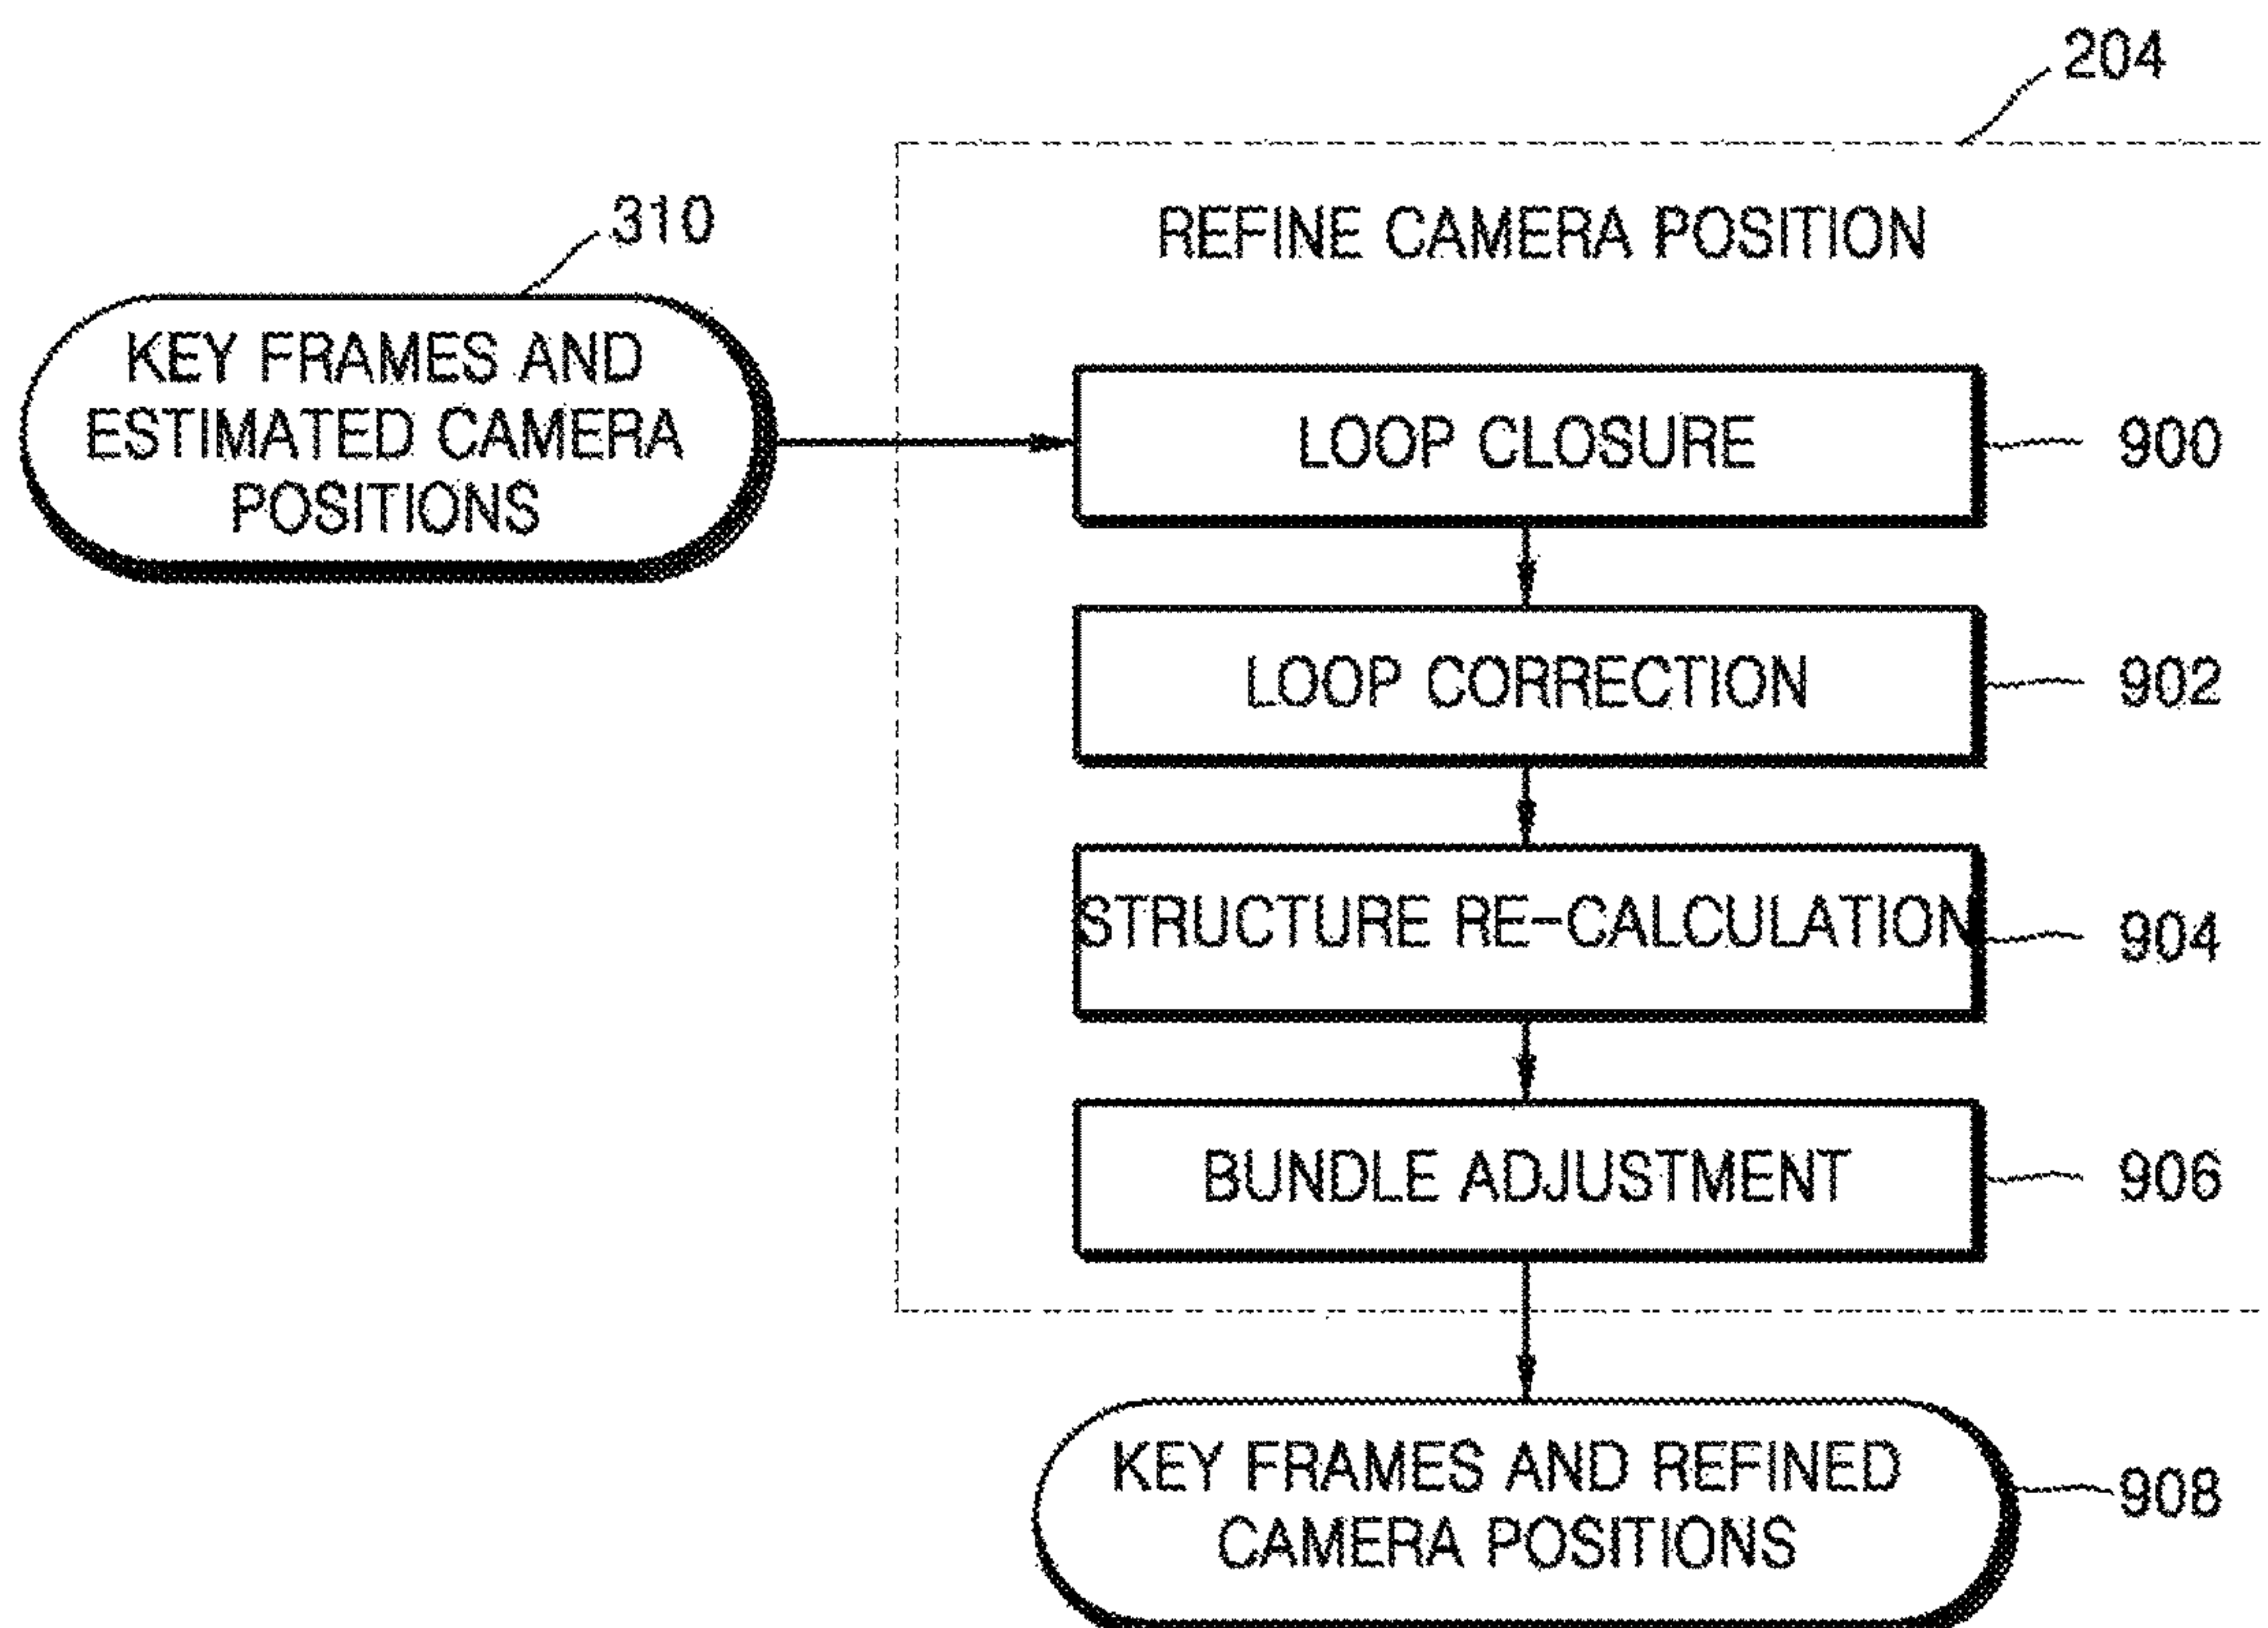 204
310
REFINE CAMERA POSITION
KEY FRAMES AND
ESTIMATED CAMERA
POSITIONS
LOOP CLOSURE
900
LOOP CORRECTION
902
STRUCTURE RE-CALCULATION
904
BUNDLE ADJUSTMENT
906
KEY FRAMES AND REFINED
CAMERA POSITIONS
908